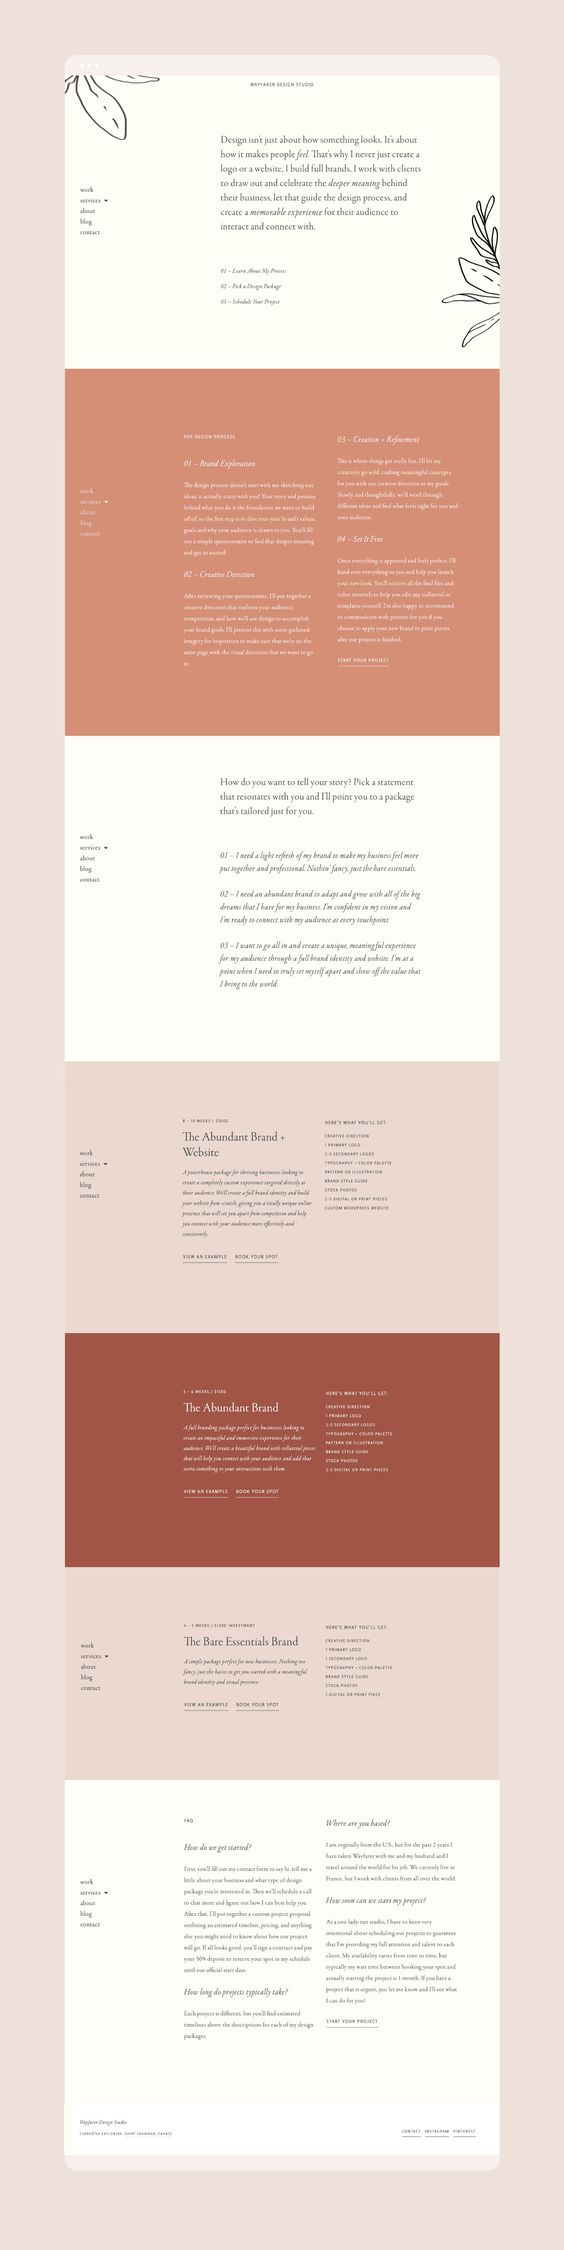 WAYFARER DESIGN STUDIO
work
services
about
blog
contact
Design isn't just about how something looks. It's about
how it makes people feel. That's why I never just create a
logo or a website, I build full brands. I work with clients
to draw out and celebrate the deeper meaning behind
their business, let that guide the design process, and
create a memorable experience for their audience to
interact and connect with.
01 – Learn About My Process
02 – Pick a Design Package
03 – Schedule Your Project
work
services
about
blog
contact
THE DESIGN PROCESS
01 – Brand Exploration
The design process doesn't start with me sketching out
ideas, it actually starts with you! Your story and passion
behind what you do is the foundation we want to build
off of, so the first step is to dive into your brand's values,
goals and why your audience is drawn to you. You'll fill
out a simple questionnaire to find that deeper meaning
and get us started.
02 – Creative Direction
After reviewing your questionnaire, I'll put together a
creative direction that outlines your audience,
competition, and how we'll use design to accomplish
your brand goals. I'll present this with some gathered
imagery for inspiration to make sure that we're on the
same page with the visual direction that we want to go
in.
03 – Creation + Refinement
This is where things get really fun. I'll let my
creativity go wild, crafting meaningful concepts
for you with our creative direction as my guide.
Slowly and thoughtfully, we'll weed through
different ideas and find what feels right for you and
your audience.
04 – Set It Free
Once everything is approved and feels perfect, I'll
hand over everything to you and help you launch
your new look. You'll receive all the final files and
video tutorials to help you edit any collateral or
templates yourself. I'm also happy to recommend
or communicate with printers for you if you
choose to apply your new brand to print pieces
after our project is finished.
START YOUR PROJECT
work
services
about
blog
contact
How do you want to tell your story? Pick a statement
that resonates with you and I'll point you to a package
that's tailored just for you.
01 – I need a light refresh of my brand to make my business feel more
put together and professional. Nothin' fancy, just the bare essentials.
02 – I need an abundant brand to adapt and grow with all of the big
dreams that I have for my business. I'm confident in my vision and
I'm ready to connect with my audience at every touchpoint.
03 – I want to go all in and create a unique, meaningful experience
for my audience through a full brand identity and website. I'm at a
point when I need to truly set myself apart and show off the value that
I bring to the world.
work
services
about
blog
contact
8 – 10 WEEKS / $3000
The Abundant Brand +
Website
A powerhouse package for thriving businesses looking to
create a completely custom experience targeted directly at
their audience. We'll create a full brand identity and build
your website from scratch, giving you a totally unique online
presence that will set you apart from competition and help
you connect with your audience more effectively and
consistently.
VIEW AN EXAMPLE BOOK YOUR SPOT
HERE'S WHAT YOU'LL GET:
CREATIVE DIRECTION
1 PRIMARY LOGO
2-3 SECONDARY LOGOS
TYPOGRAPHY + COLOR PALETTE
PATTERN OR ILLUSTRATION
BRAND STYLE GUIDE
STOCK PHOTOS
2-3 DIGITAL OR PRINT PIECES
CUSTOM WORDPRESS WEBSITE
5 – 6 WEEKS / $1500
The Abundant Brand
A full branding package perfect for businesses looking to
create an impactful and immersive experience for their
audience. We'll create a beautiful brand with collateral pieces
that will help you connect with your audience and add that
extra something to your interactions with them.
VIEW AN EXAMPLE BOOK YOUR SPOT
HERE'S WHAT YOU'LL GET:
CREATIVE DIRECTION
1 PRIMARY LOGO
2-3 SECONDARY LOGOS
TYPOGRAPHY + COLOR PALETTE
PATTERN OR ILLUSTRATION
BRAND STYLE GUIDE
STOCK PHOTOS
2-3 DIGITAL OR PRINT PIECES
work
services
about
blog
contact
4 – 5 WEEKS / $1200 INVESTMENT
The Bare Essentials Brand
A simple package perfect for new businesses. Nothing too
fancy, just the basics to get you started with a meaningful
brand identity and visual presence.
VIEW AN EXAMPLE BOOK YOUR SPOT
HERE'S WHAT YOU'LL GET:
CREATIVE DIRECTION
1 PRIMARY LOGO
1 SECONDARY LOGO
TYPOGRAPHY + COLOR PALETTE
BRAND STYLE GUIDE
STOCK PHOTOS
1 DIGITAL OR PRINT PIECE
work
services
about
blog
contact
FAQ
How do we get started?
First, you'll fill out my contact form to say hi, tell me a
little about your business and what type of design
package you're interested in. Then we'll schedule a call
to chat more and figure out how I can best help you.
After that, I'll put together a custom project proposal
outlining an estimated timeline, pricing, and anything
else you might need to know about how our project
will go. If all looks good, you'll sign a contract and pay
your 50% deposit to reserve your spot in my schedule
until our official start date.
How long do projects typically take?
Each project is different, but you'll find estimated
timelines above the descriptions for each of my design
packages.
Where are you based?
I am orginally from the U.S., but for the past 2 years I
have taken Wayfarer with me and my husband and I
travel around the world for his job. We currently live in
France, but I work with clients from all over the world.
How soon can we start my project?
As a one-lady-run studio, I have to been very
intentional about scheduling out projects to guarantee
that I'm providing my full attention and talent to each
client. My availability varies from time to time, but
typically my wait time between booking your spot and
actually starting the project is 1 month. If you have a
project that is urgent, just let me know and I'll see what
I can do for you!
START YOUR PROJECT
Wayfarer Design Studio
CURRENTLY EXPLORING: SAINT CHAMOND, FRANCE
CONTACT INSTAGRAM PINTEREST